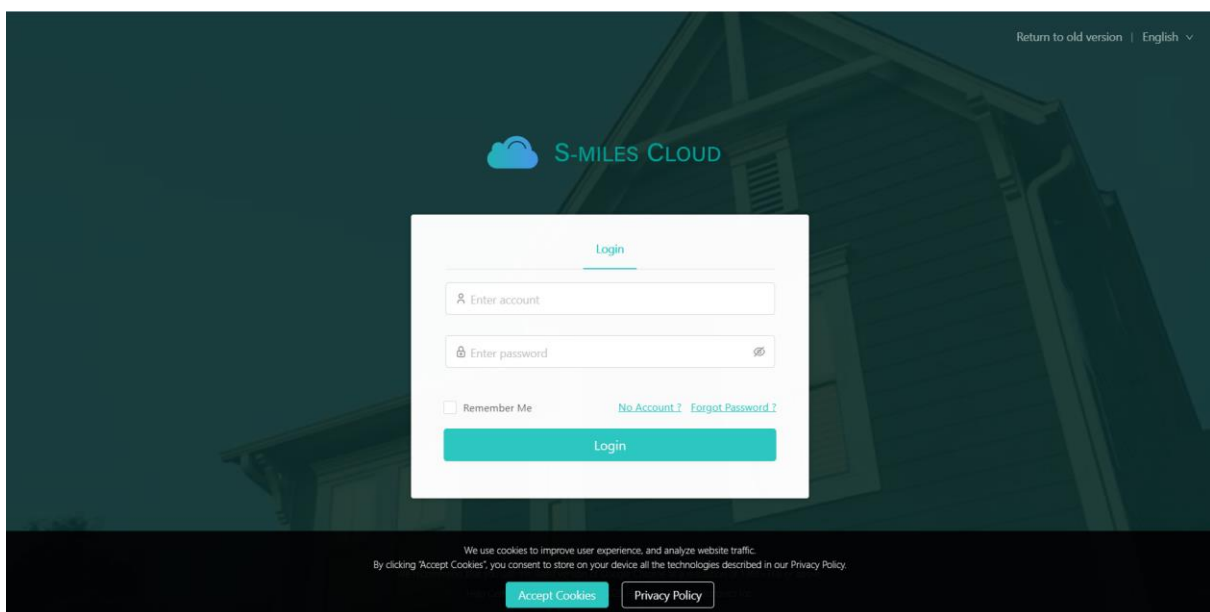 Return to old version | English
S-MILES CLOUD
Login
Enter account
Enter password
Remember Me No Account ? Forgot Password ?
Login
We use cookies to improve user experience, and analyze website traffic.
By clicking "Accept Cookies", you consent to store on your device all the technologies described in our Privacy Policy.
Accept Cookies Privacy Policy